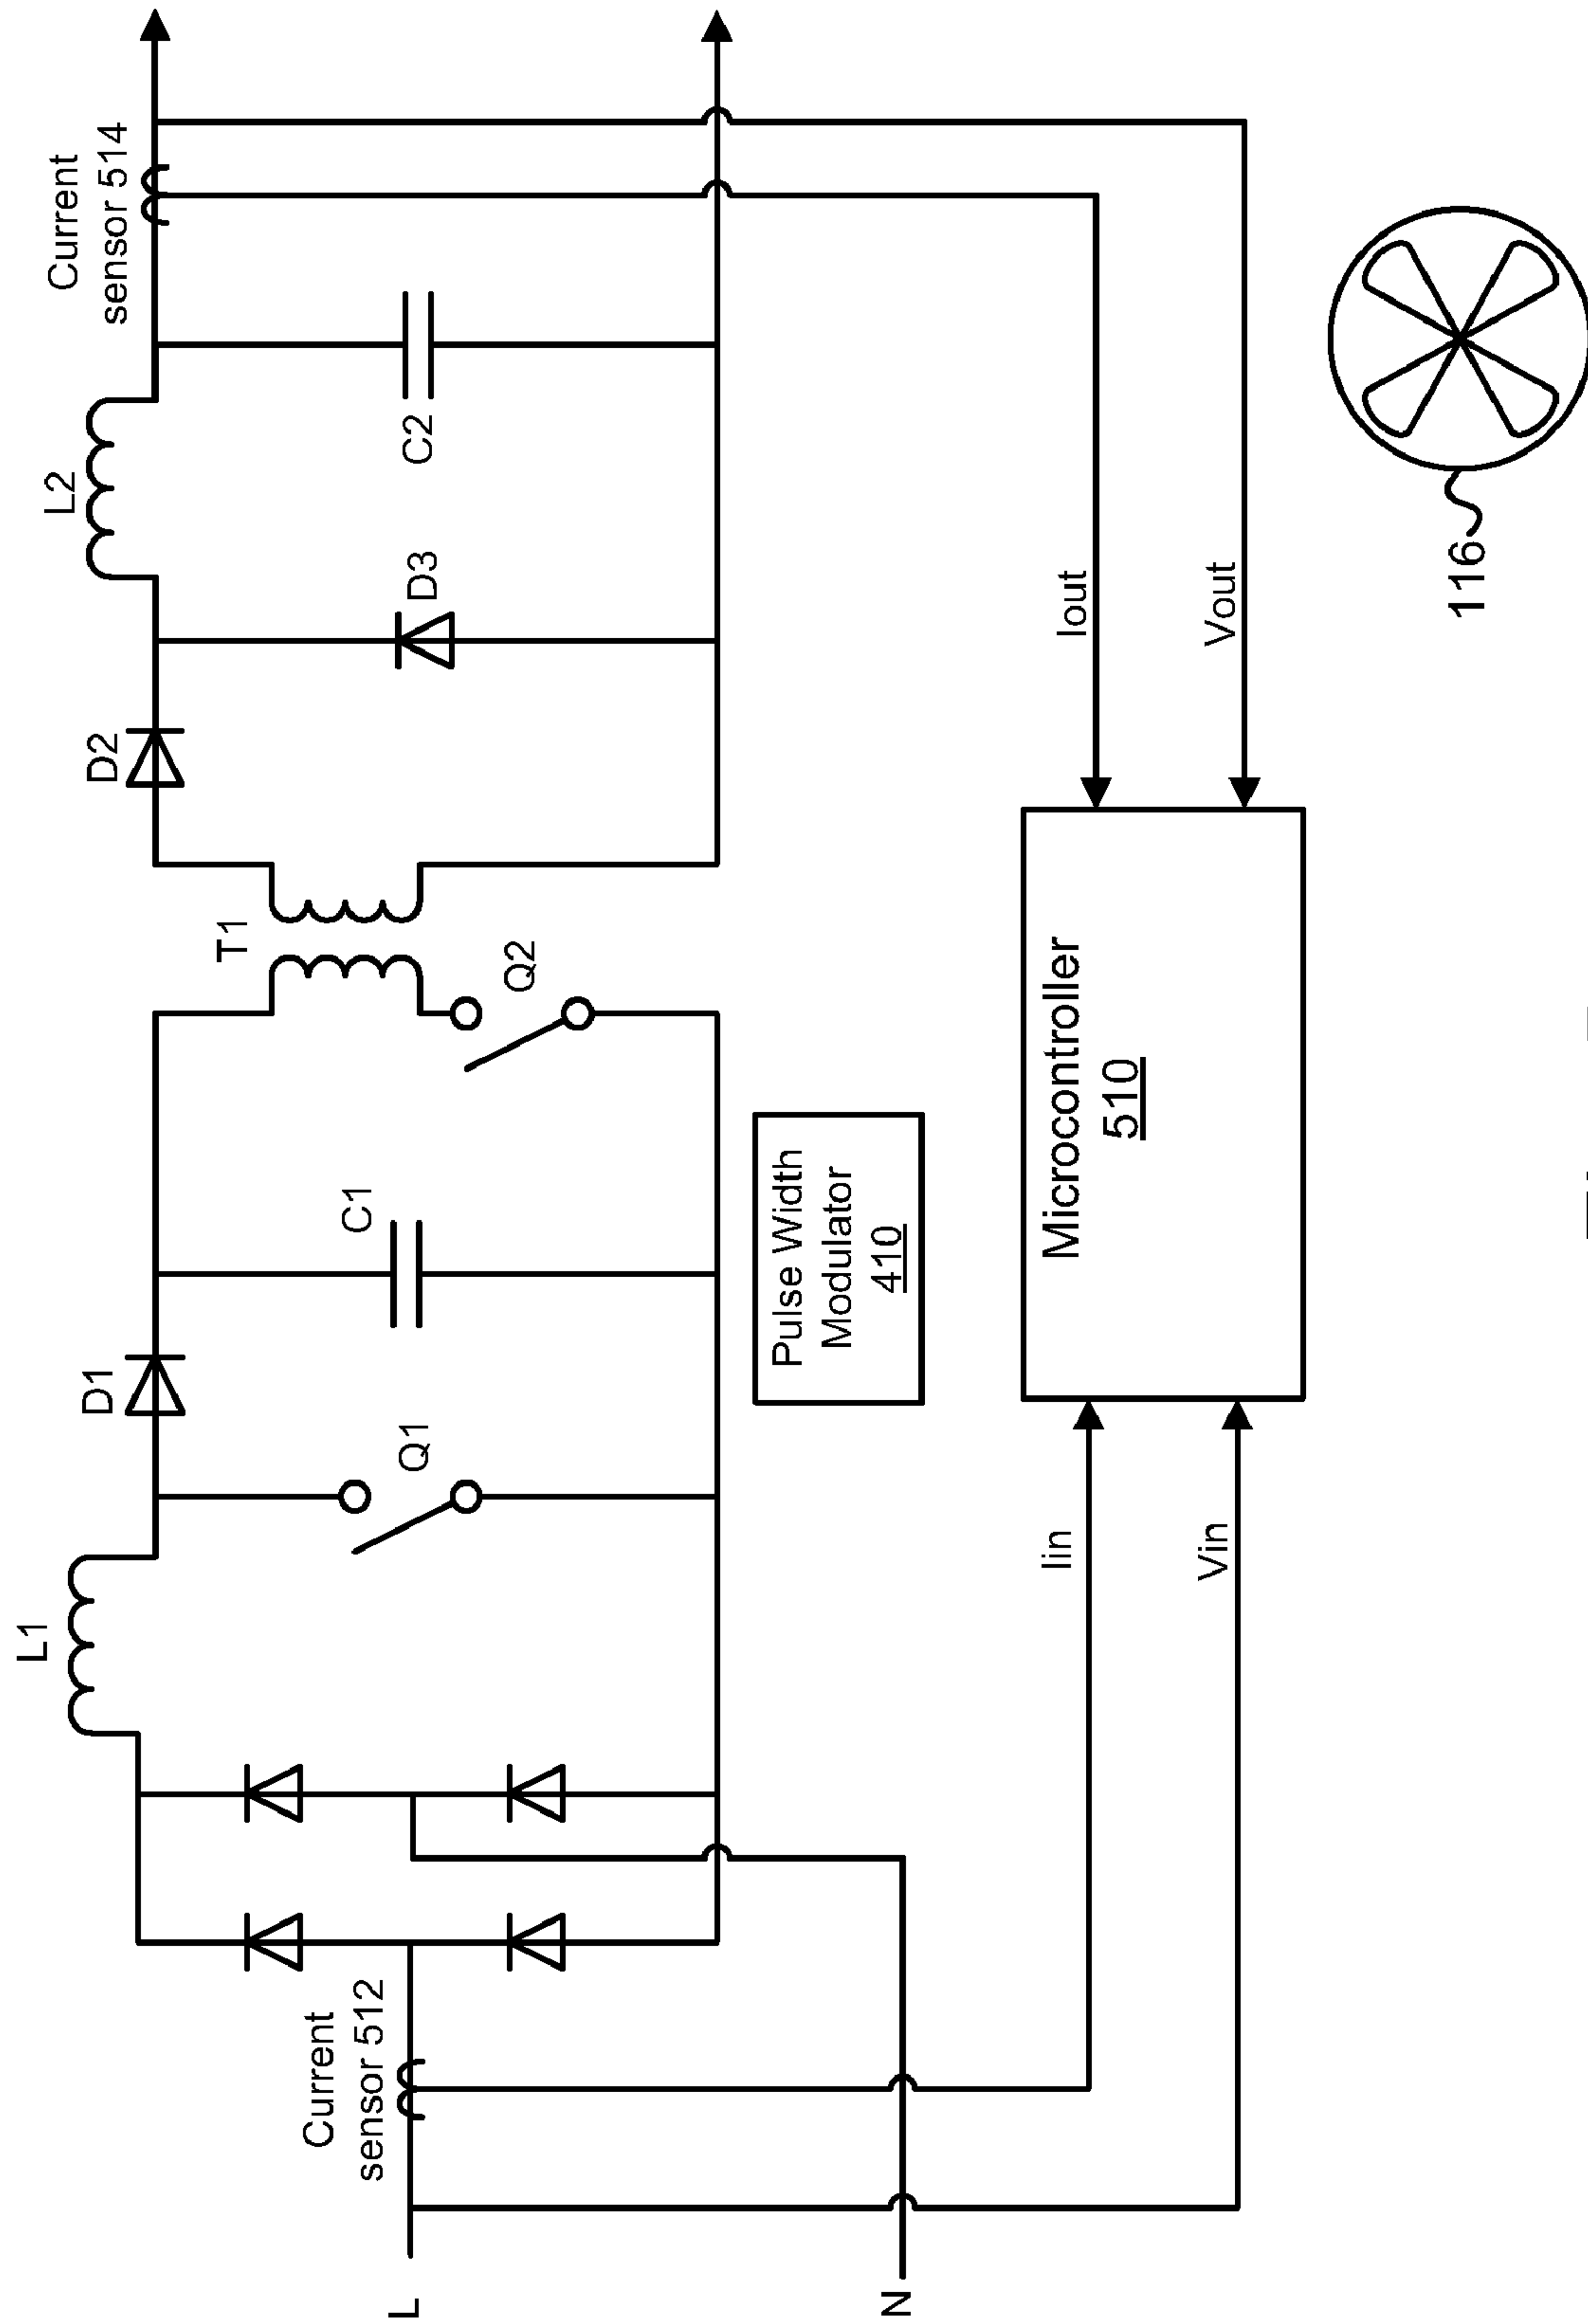 L1
D1
Q1
C1
T1
Q2
D2
D3
L2
C2
Current
sensor 514
Current
sensor 512
L
N
Pulse Width
Modulator
410
Iin
Vin
Microcontroller
510
Iout
Vout
116